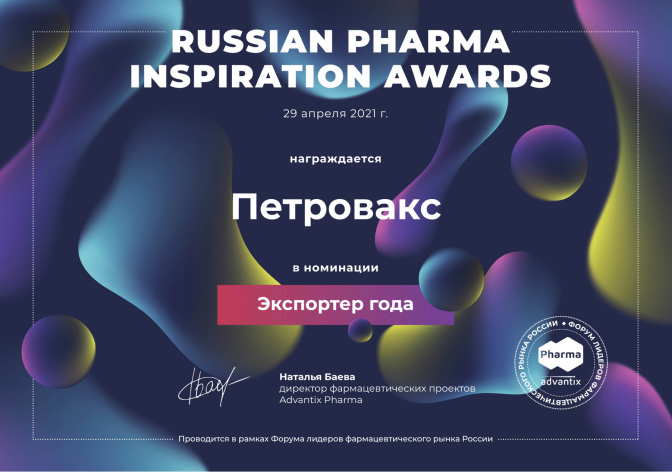 RUSSIAN PHARMA
INSPIRATION AWARDS
29 апреля 2021 г.
награждается
Петровакс
в номинации
Экспортер года
Наталья Баева
директор фармацевтических проектов
Advantix Pharma
ФОРУМ ЛИДЕРОВ ФАРМАЦЕВТИЧЕСКОГО РЫНКА РОССИИ
Pharma
advantix
Проводится в рамках Форума лидеров фармацевтического рынка России